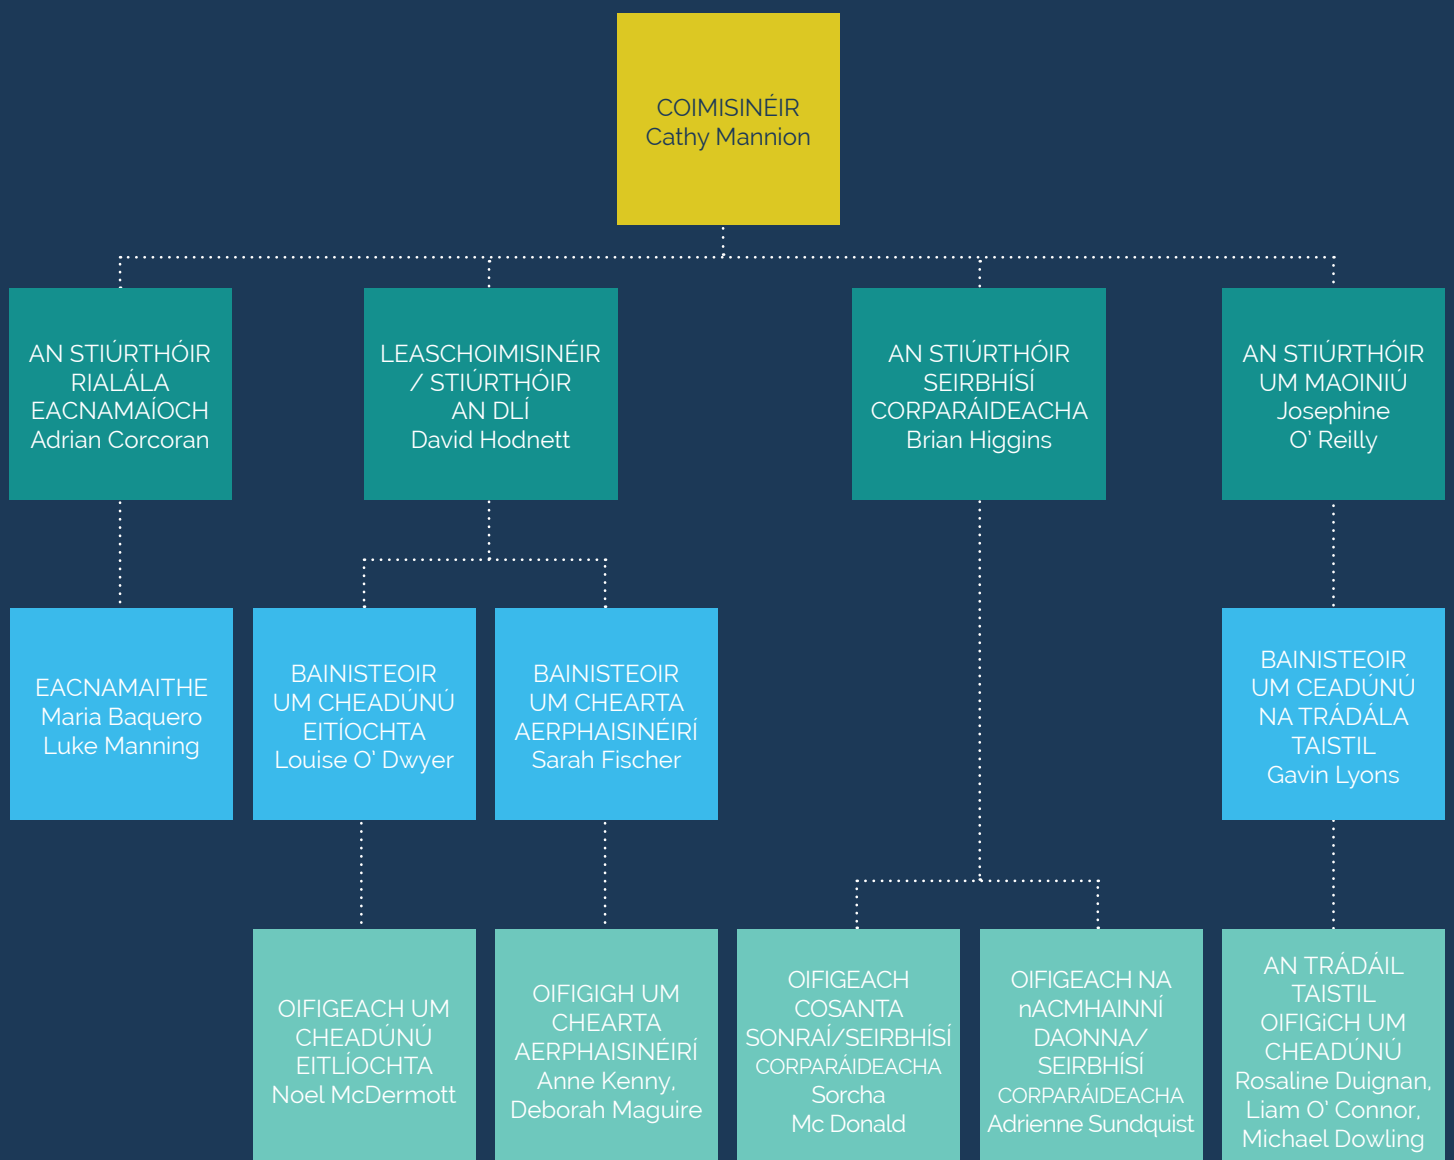 COIMISINÉIR
Cathy Mannion
AN STIÚRTHÓIR
RIALÁLA
EACNAMAÍOCH
Adrian Corcoran
LEASCHOIMISINÉIR
/ STIÚRTHÓIR
AN DLÍ
David Hodnett
AN STIÚRTHÓIR
SEIRBHÍSÍ
CORPARÁIDEACHA
Brian Higgins
AN STIÚRTHÓIR
UM MAOINIÚ
Josephine
O' Reilly
EACNAMAITHE
Maria Baquero
Luke Manning
BAINISTEOIR
UM CHEADÚNÚ
EITÍOCHTA
Louise O' Dwyer
BAINISTEOIR
UM CHEARTA
AERPHAISINÉIRÍ
Sarah Fischer
BAINISTEOIR
UM CEADÚNÚ
NA TRÁDÁLA
TAISTIL
Gavin Lyons
OIFIGEACH UM
CHEADÚNÚ
EITLÍOCHTA
Noel McDermott
OIFIGIGH UM
CHEARTA
AERPHAISINÉIRÍ
Anne Kenny,
Deborah Maguire
OIFIGEACH
COSANTA
SONRAÍ/SEIRBHÍSÍ
CORPARÁIDEACHA
Sorcha
Mc Donald
OIFIGEACH NA
nACMHAINNÍ
DAONNA/
SEIRBHÍSÍ
CORPARÁIDEACHA
Adrienne Sundquist
AN TRÁDÁIL
TAISTIL
OIFIGiCH UM
CHEADÚNÚ
Rosaline Duignan,
Liam O' Connor,
Michael Dowling